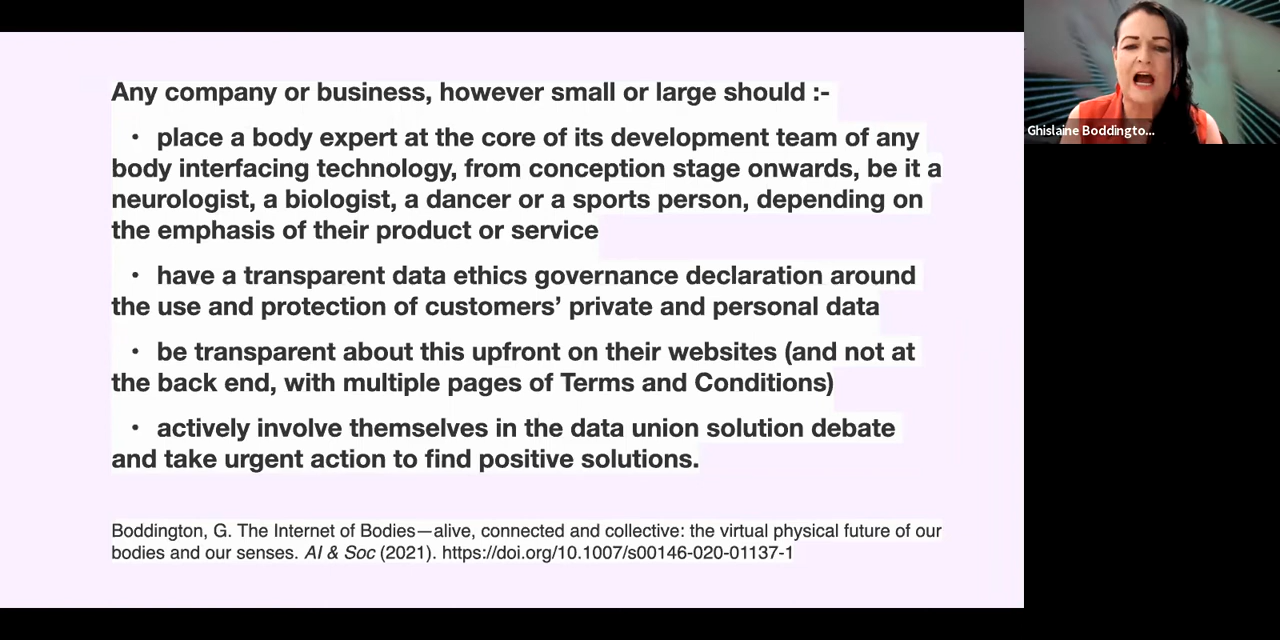 Any company or business, however small or large should :-
• place a body expert at the core of its development team of any
body interfacing technology, from conception stage onwards, be it a
neurologist, a biologist, a dancer or a sports person, depending on
the emphasis of their product or service
• have a transparent data ethics governance declaration around
the use and protection of customers’ private and personal data
• be transparent about this upfront on their websites (and not at
the back end, with multiple pages of Terms and Conditions)
• actively involve themselves in the data union solution debate
and take urgent action to find positive solutions.
Boddington, G. The Internet of Bodies—alive, connected and collective: the virtual physical future of our
bodies and our senses. AI & Soc (2021). https://doi.org/10.1007/s00146-020-01137-1
Ghislaine Boddingto...